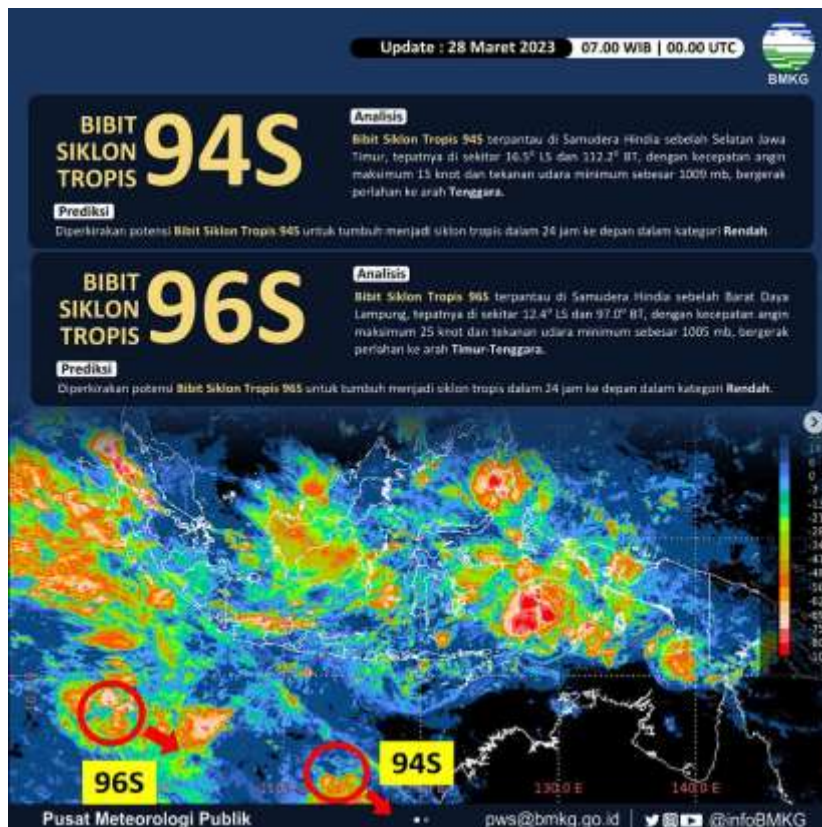 Update : 28 Maret 2023
07.00 WIB | 00.00 UTC
BMKG
BIBIT
SIKLON
TROPIS
94S
Analisis
Bibit Siklon Tropis 94S terpantau di Samudera Hindia sebelah Selatan Jawa
Timur, tepatnya di sekitar 16.5⁰ LS dan 112.2⁰ BT, dengan kecepatan angin
maksimum 15 knot dan tekanan udara minimum sebesar 1009 mb, bergerak
perlahan ke arah Tenggara.
Prediksi
Diperkirakan potensi Bibit Siklon Tropis 94S untuk tumbuh menjadi siklon tropis dalam 24 jam ke depan dalam kategori Rendah.
BIBIT
SIKLON
TROPIS
96S
Analisis
Bibit Siklon Tropis 96S terpantau di Samudera Hindia sebelah Barat Daya
Lampung, tepatnya di sekitar 12.4⁰ LS dan 97.0⁰ BT, dengan kecepatan angin
maksimum 25 knot dan tekanan udara minimum sebesar 1005 mb, bergerak
perlahan ke arah Timur-Tenggara.
Prediksi
Diperkirakan potensi Bibit Siklon Tropis 96S untuk tumbuh menjadi siklon tropis dalam 24 jam ke depan dalam kategori Rendah.
96S
94S
130.0 E
140.0 E
Pusat Meteorologi Publik
pws@bmkg.go.id
@infoBMKG